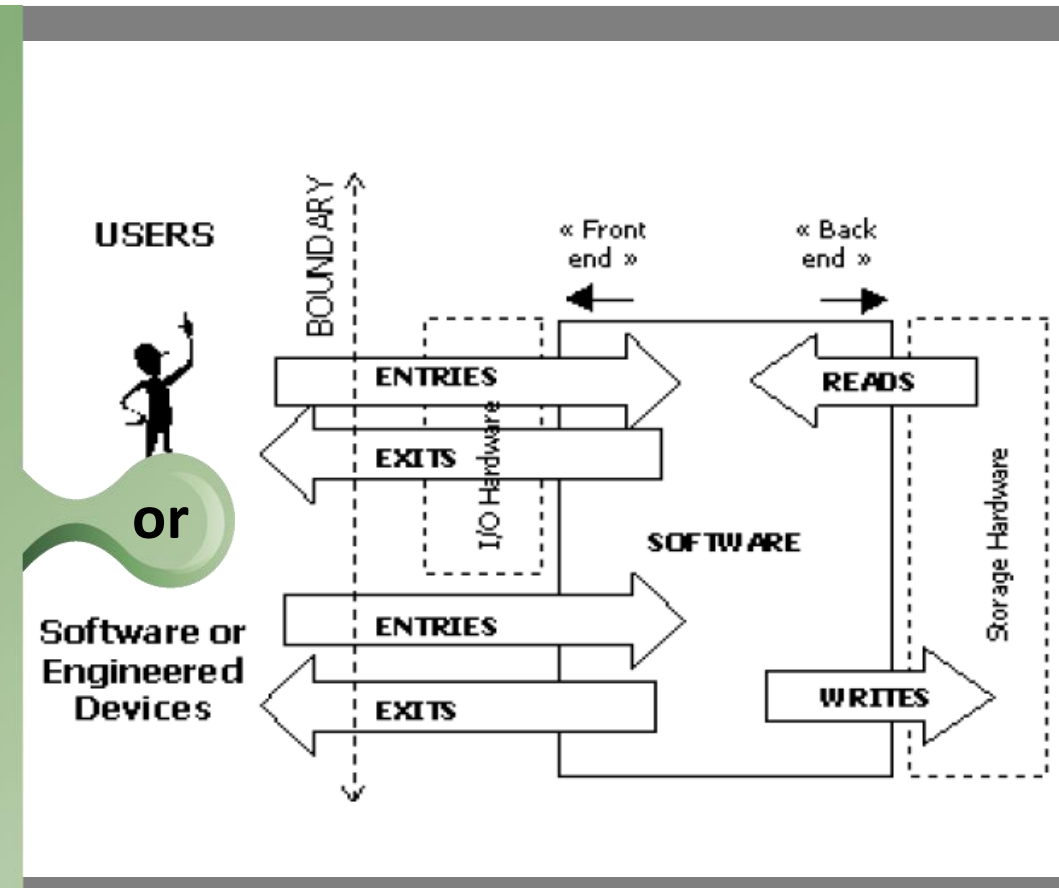 USERS
BOUNDARY
« Front
end »
« Back
end »
ENTRIES
READS
EXITS
I/O Hardware
or
SOFTWARE
Storage Hardware
Software or
Engineered
Devices
ENTRIES
EXITS
WRITES